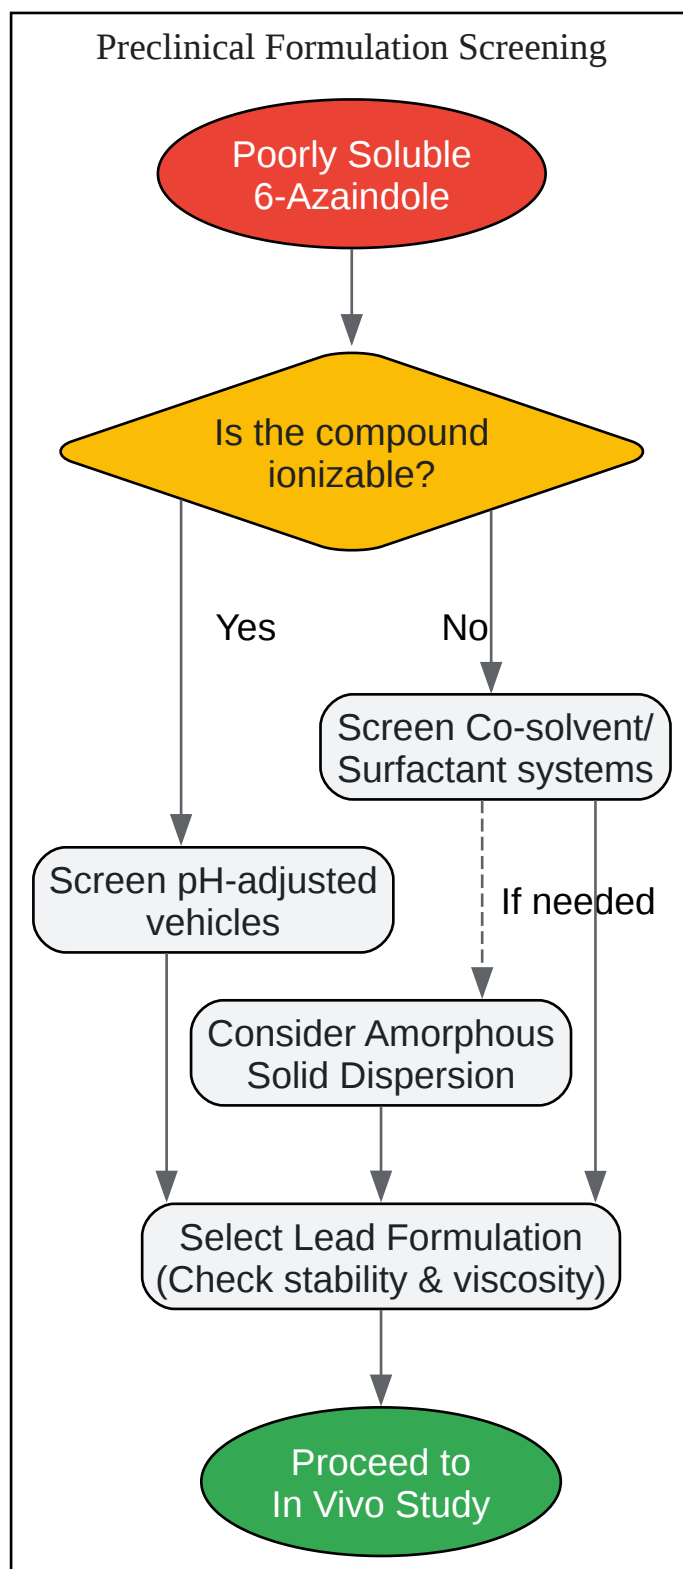 Preclinical Formulation Screening
Poorly Soluble
6-Azaindole
Is the compound
ionizable?
Yes
No
Screen Co-solvent/
Surfactant systems
Screen pH-adjusted
vehicles
If needed
Consider Amorphous
Solid Dispersion
Select Lead Formulation
(Check stability & viscosity)
Proceed to
In Vivo Study